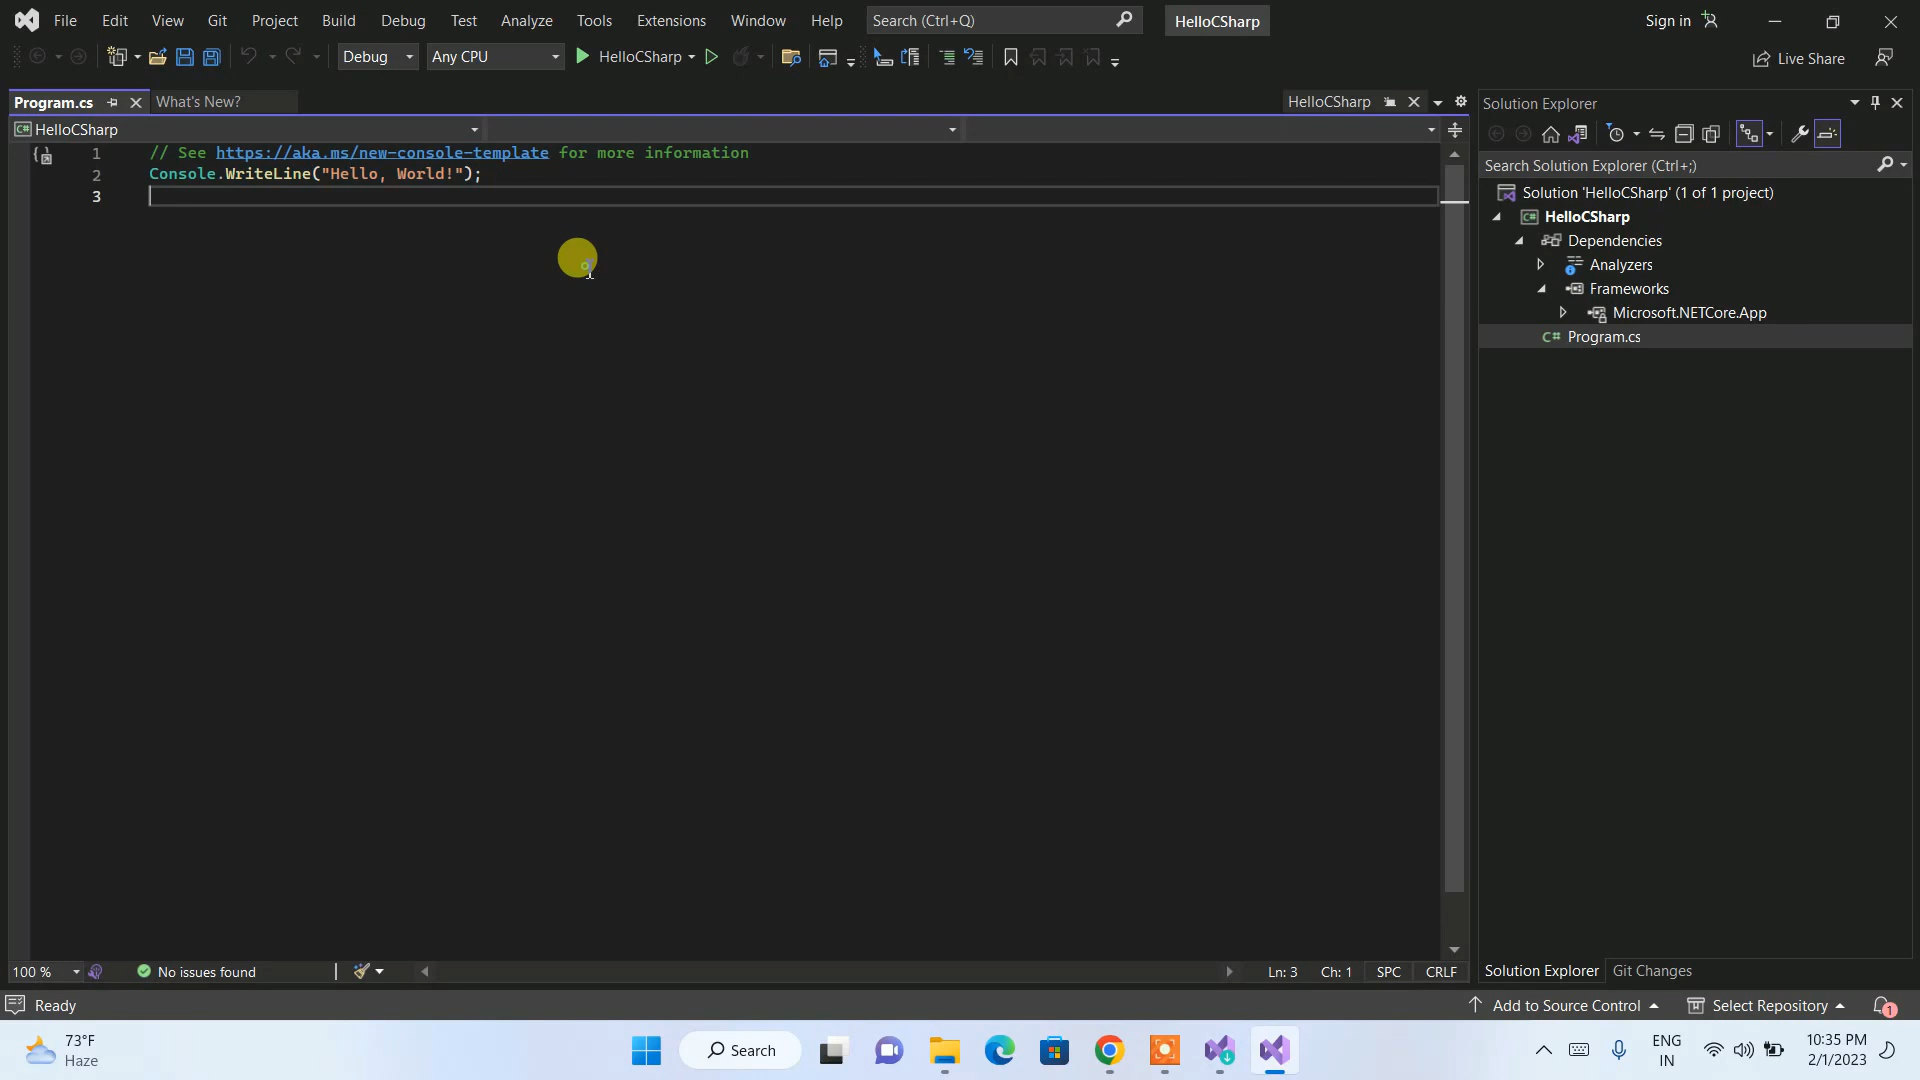 File Edit View Git Project Build Debug Test Analyze Tools Extensions Window Help Search (Ctrl+Q) HelloCSharp Sign in
Debug Any CPU HelloCSharp Live Share
Program.cs What's New? HelloCSharp
HelloCSharp
1 // See https://aka.ms/new-console-template for more information
2 Console.WriteLine("Hello, World!");
3
Solution Explorer
Search Solution Explorer (Ctrl+;)
Solution 'HelloCSharp' (1 of 1 project)
C# HelloCSharp
Dependencies
Analyzers
Frameworks
Microsoft.NETCore.App
C# Program.cs
100 % No issues found Ln: 3 Ch: 1 SPC CRLF
Solution Explorer Git Changes
Ready Add to Source Control Select Repository 1
73°F
Haze
Search
ENG
IN
10:35 PM
2/1/2023